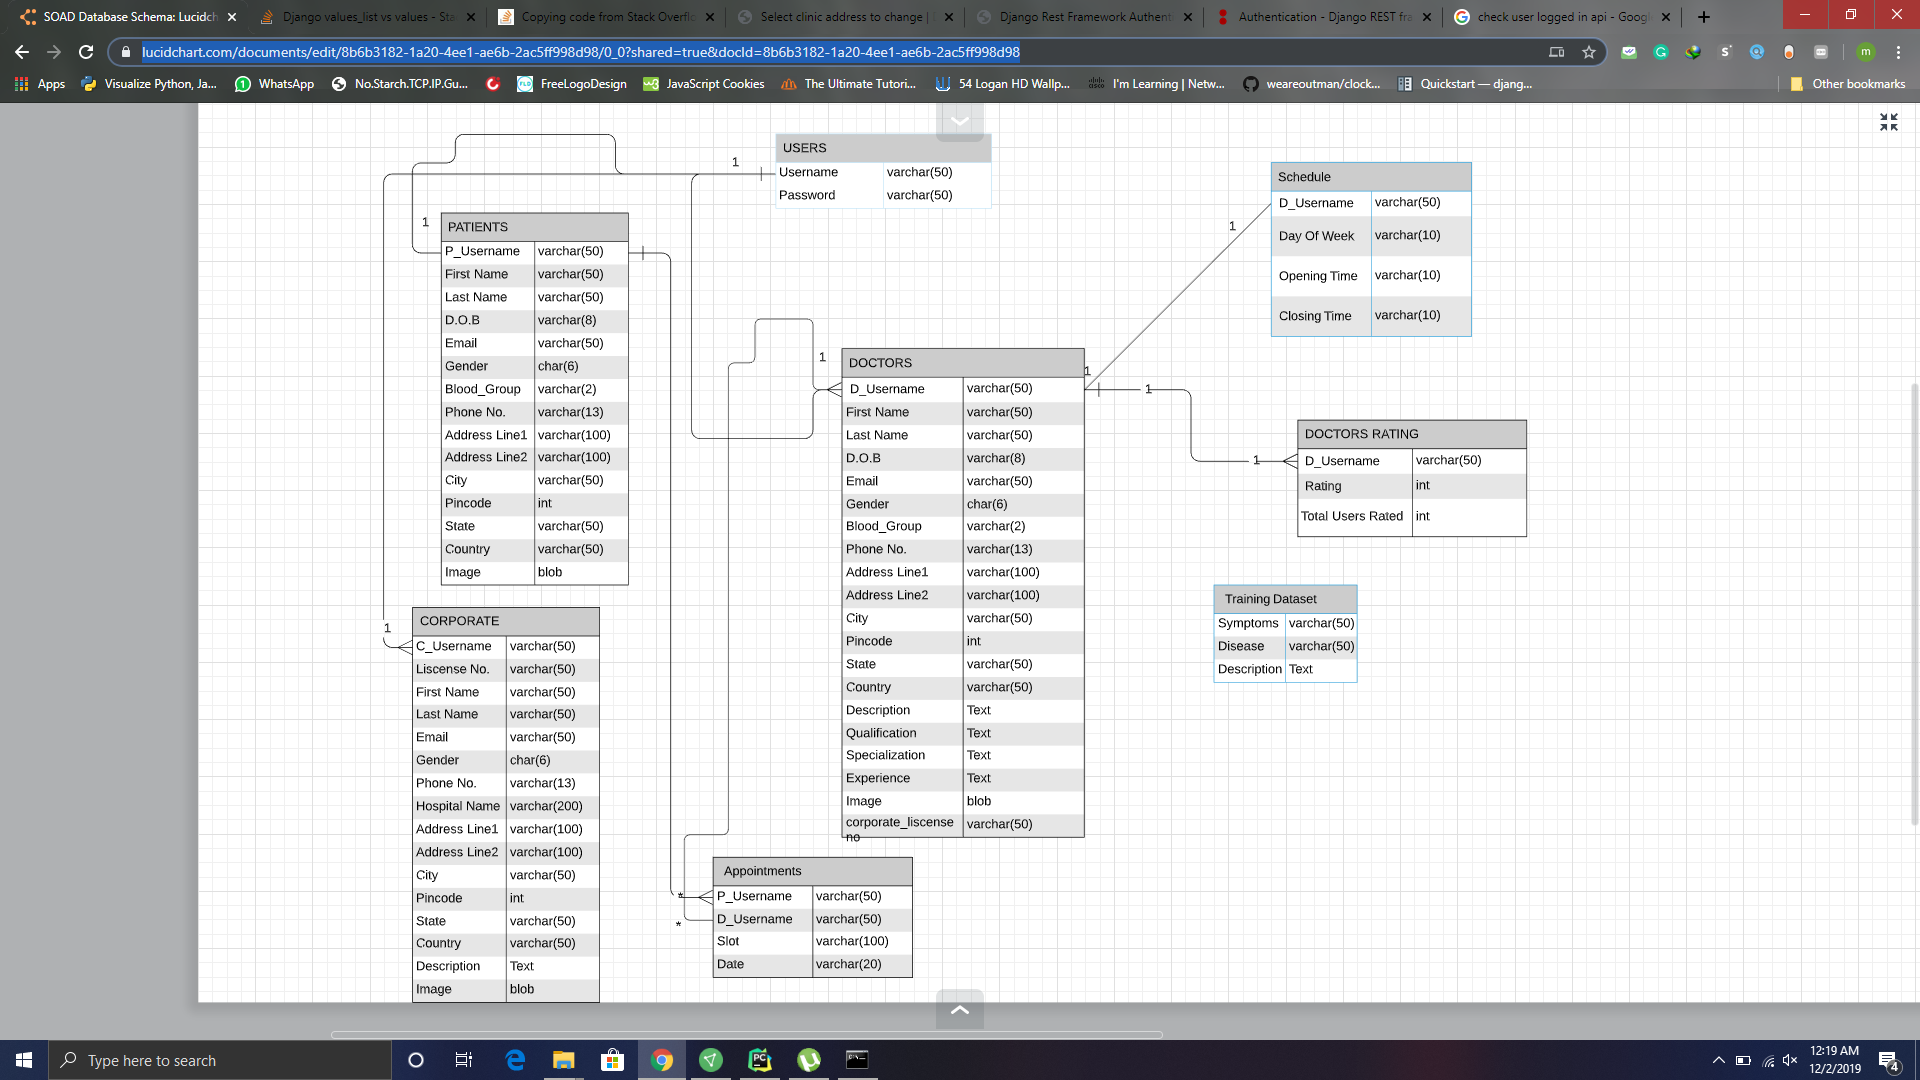 SOAD Database Schema: Lucidch
Django values_list vs values - Sta
Copying code from Stack Overflo
Select clinic address to change |
Django Rest Framework Authent
Authentication - Django REST fra
check user logged in api - Googl
lucidchart.com/documents/edit/8b6b3182-1a20-4ee1-ae6b-2ac5ff998d98/0_0?shared=true&docId=8b6b3182-1a20-4ee1-ae6b-2ac5ff998d98
m
Apps
Visualize Python, Ja...
WhatsApp
No.Starch.TCP.IP.Gu...
FreeLogoDesign
JavaScript Cookies
The Ultimate Tutori...
54 Logan HD Wallp...
I'm Learning | Netw...
weareoutman/clock...
Quickstart — djang...
Other bookmarks
USERS
Username varchar(50)
Password varchar(50)
1
1
PATIENTS
P_Username varchar(50)
First Name varchar(50)
Last Name varchar(50)
D.O.B varchar(8)
Email varchar(50)
Gender char(6)
Blood_Group varchar(2)
Phone No. varchar(13)
Address Line1 varchar(100)
Address Line2 varchar(100)
City varchar(50)
Pincode int
State varchar(50)
Country varchar(50)
Image blob
1
CORPORATE
C_Username varchar(50)
Liscense No. varchar(50)
First Name varchar(50)
Last Name varchar(50)
Email varchar(50)
Gender char(6)
Phone No. varchar(13)
Hospital Name varchar(200)
Address Line1 varchar(100)
Address Line2 varchar(100)
City varchar(50)
Pincode int
State varchar(50)
Country varchar(50)
Description Text
Image blob
1
DOCTORS
D_Username varchar(50)
First Name varchar(50)
Last Name varchar(50)
D.O.B varchar(8)
Email varchar(50)
Gender char(6)
Blood_Group varchar(2)
Phone No. varchar(13)
Address Line1 varchar(100)
Address Line2 varchar(100)
City varchar(50)
Pincode int
State varchar(50)
Country varchar(50)
Description Text
Qualification Text
Specialization Text
Experience Text
Image blob
corporate_liscense varchar(50)
no
Appointments
P_Username varchar(50)
D_Username varchar(50)
Slot varchar(100)
Date varchar(20)
*
*
Schedule
D_Username varchar(50)
Day Of Week varchar(10)
Opening Time varchar(10)
Closing Time varchar(10)
1
1
1
1
DOCTORS RATING
D_Username varchar(50)
Rating int
Total Users Rated int
Training Dataset
Symptoms varchar(50)
Disease varchar(50)
Description Text
Type here to search
PC
12:19 AM
12/2/2019
4